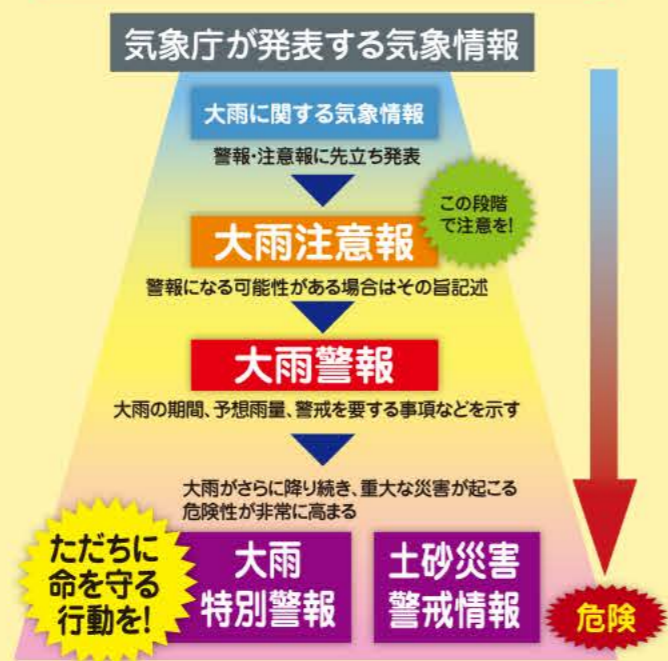 気象庁が発表する気象情報
大雨に関する気象情報
警報・注意報に先立ち発表
この段階
で注意を!
大雨注意報
警報になる可能性がある場合はその旨記述
大雨警報
大雨の期間、予想雨量、警戒を要する事項などを示す
大雨がさらに降り続き、重大な災害が起こる
危険性が非常に高まる
ただちに
命を守る
行動を!
大雨
特別警報
土砂災害
警戒情報
危険